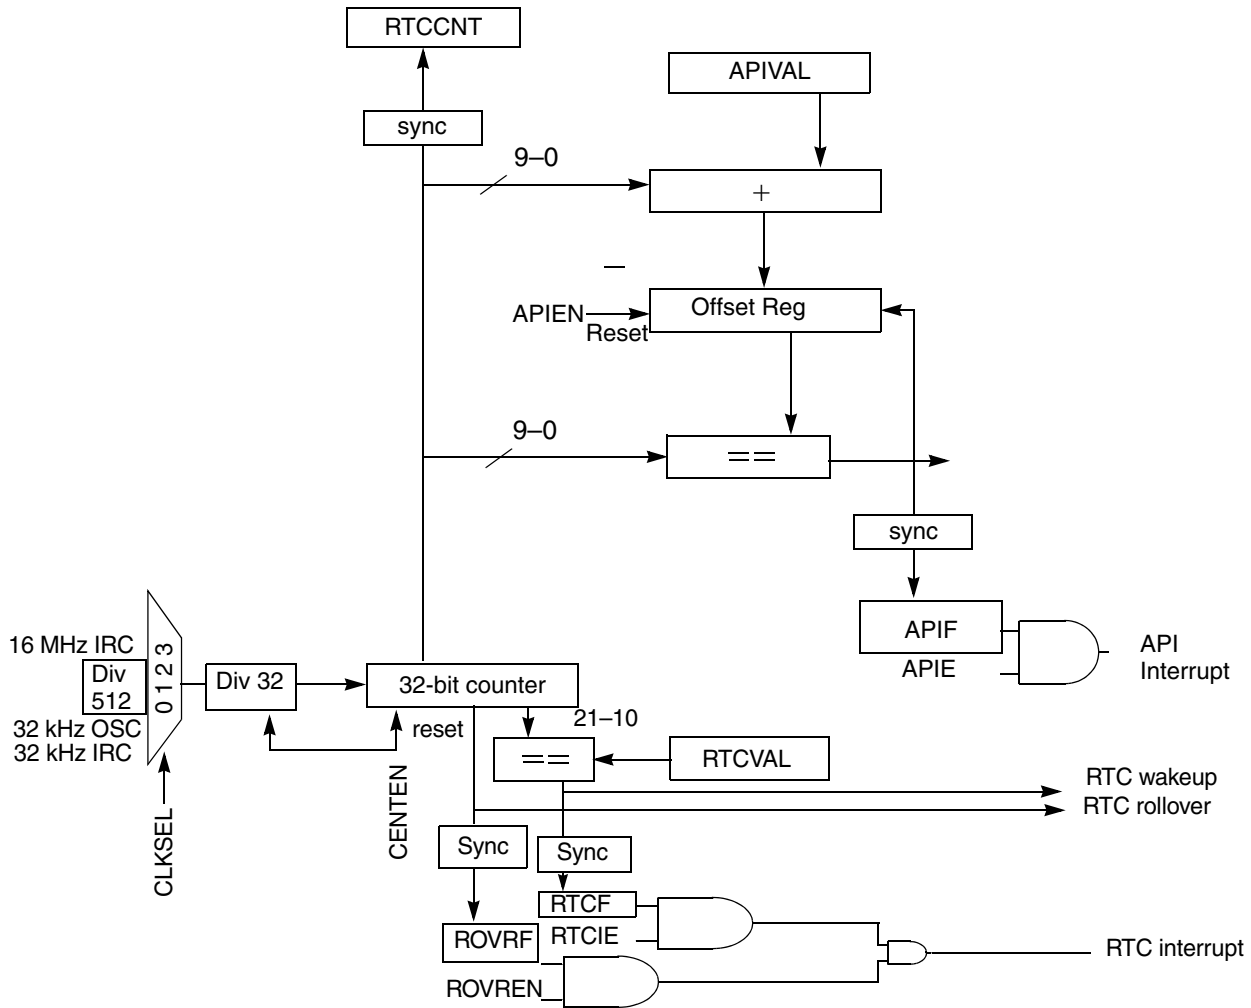 RTCCNT
APIVAL
sync
9–0
+
—
Offset Reg
APIEN
Reset
9–0
==
sync
APIF
APIE
API
Interrupt
16 MHz IRC
Div
512
32 kHz OSC
32 kHz IRC
0 1 2 3
CLKSEL
Div 32
32-bit counter
reset
CENTEN
21–10
==
RTCVAL
RTC wakeup
RTC rollover
Sync
Sync
RTCF
RTCIE
ROVRF
ROVREN
RTC interrupt